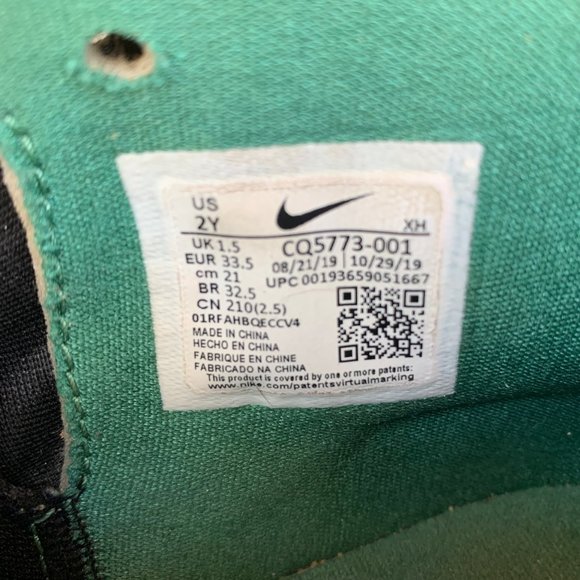 US
2Y
XH
UK 1.5
CQ5773-001
EUR 33.5
08/21/19 | 10/29/19
cm 21
UPC 00193659051667
BR 32.5
CN 210(2.5)
01RFAHBQECCV4
MADE IN CHINA
HECHO EN CHINA
FABRIQUE EN CHINE
FABRICADO NA CHINA
This product is covered by one or more patents:
www.nike.com/patentsvirtualmarking